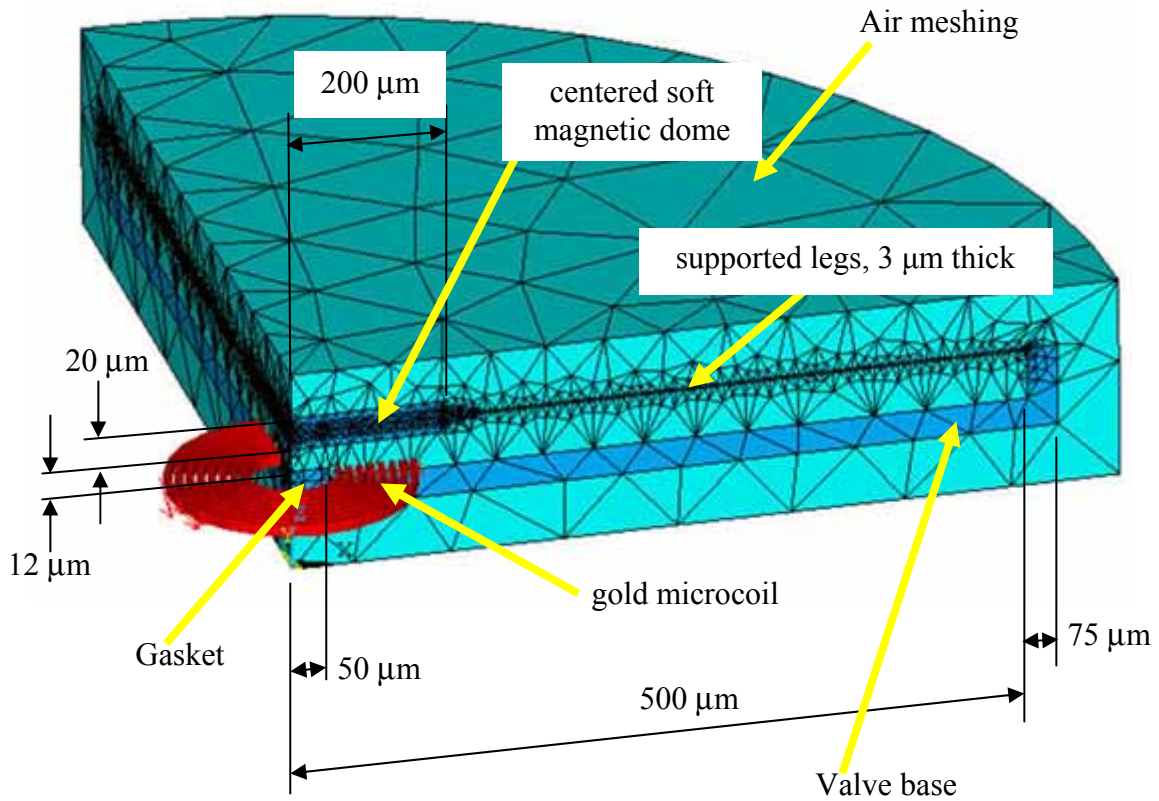 Air meshing
200 µm
centered soft
magnetic dome
supported legs, 3 µm thick
20 µm
12 µm
gold microcoil
Gasket
50 µm
75 µm
500 µm
Valve base